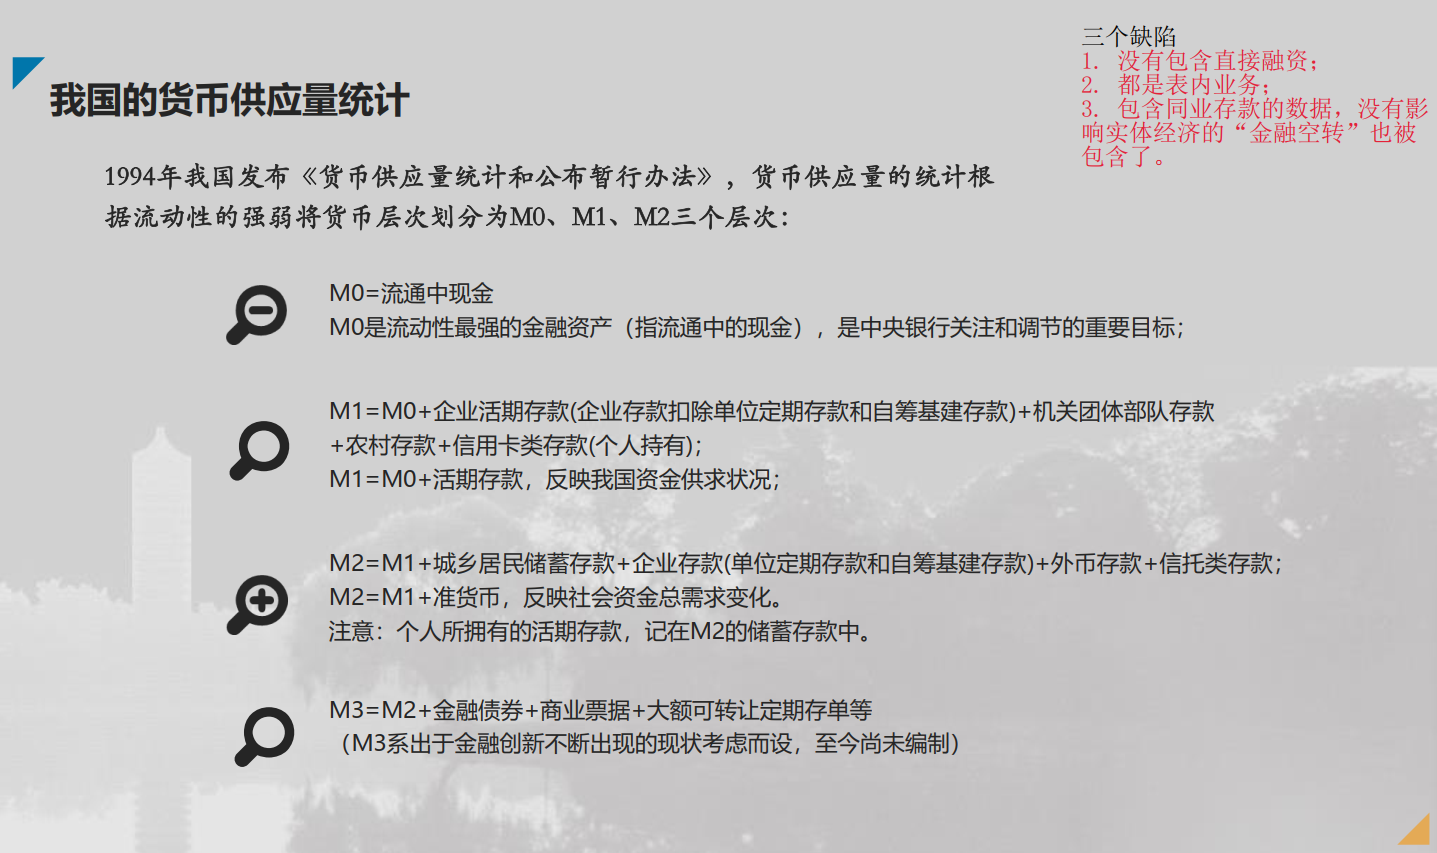 三个缺陷
1. 没有包含直接融资；
2. 都是表内业务；
3. 包含同业存款的数据，没有影
响实体经济的“金融空转”也被
包含了。
我国的货币供应量统计
1994年我国发布《货币供应量统计和公布暂行办法》，货币供应量的统计根
据流动性的强弱将货币层次划分为M0、M1、M2三个层次：
M0=流通中现金
M0是流动性最强的金融资产（指流通中的现金），是中央银行关注和调节的重要目标；
M1=M0+企业活期存款(企业存款扣除单位定期存款和自筹基建存款)+机关团体部队存款
+农村存款+信用卡类存款(个人持有)；
M1=M0+活期存款，反映我国资金供求状况；
M2=M1+城乡居民储蓄存款+企业存款(单位定期存款和自筹基建存款)+外币存款+信托类存款；
M2=M1+准货币，反映社会资金总需求变化。
注意：个人所拥有的活期存款，记在M2的储蓄存款中。
M3=M2+金融债券+商业票据+大额可转让定期存单等
（M3系出于金融创新不断出现的现状考虑而设，至今尚未编制）